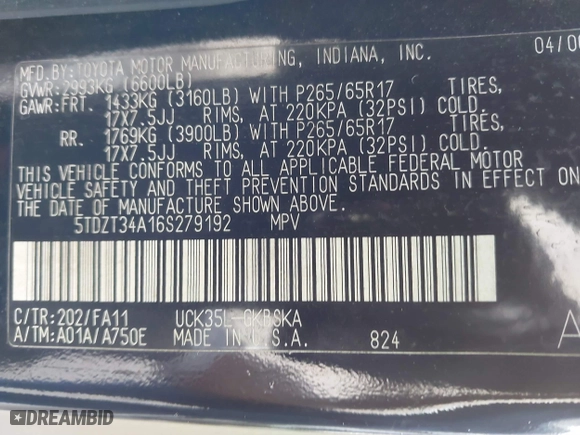 MFD.BY:TOYOTA MOTOR MANUFACTURING, INDIANA, INC. 04/0
GVWR:2993KG (6600LB)
GAWR:FRT. 1433KG (3160LB) WITH P265/65R17 TIRES,
17X7.5JJ RIMS, AT 220KPA (32PSI) COLD.
RR. 1769KG (3900LB) WITH P265/65R17 TIRES,
17X7.5JJ RIMS, AT 220KPA (32PSI) COLD.
THIS VEHICLE CONFORMS TO ALL APPLICABLE FEDERAL MOTOR
VEHICLE SAFETY AND THEFT PREVENTION STANDARDS IN EFFECT ON
THE DATE OF MANUFACTURE SHOWN ABOVE.
5TDZT34A16S279192 MPV
C/TR:202/FA11 UCK35L-GKRSKA
A/TM:A01A/A750E MADE IN U.S.A. 824 A
DREAMBID